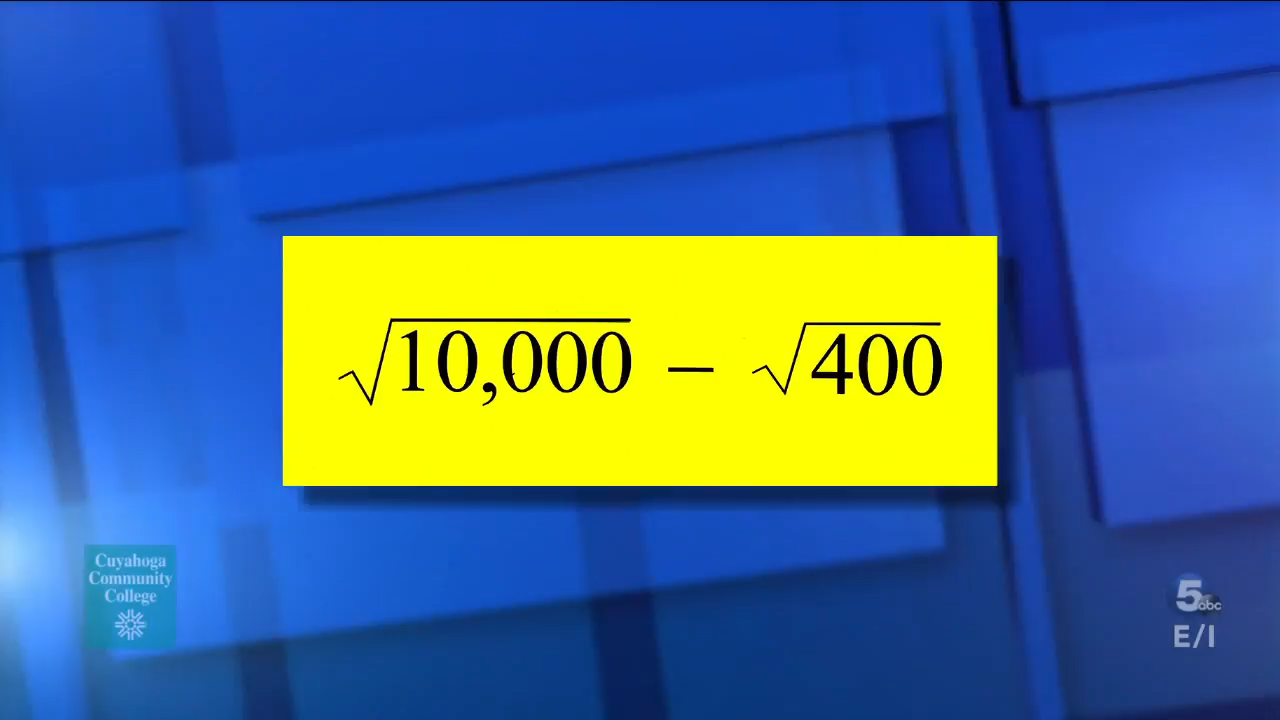 √10,000 – √400
Cuyahoga
Community
College
5abc
E/I